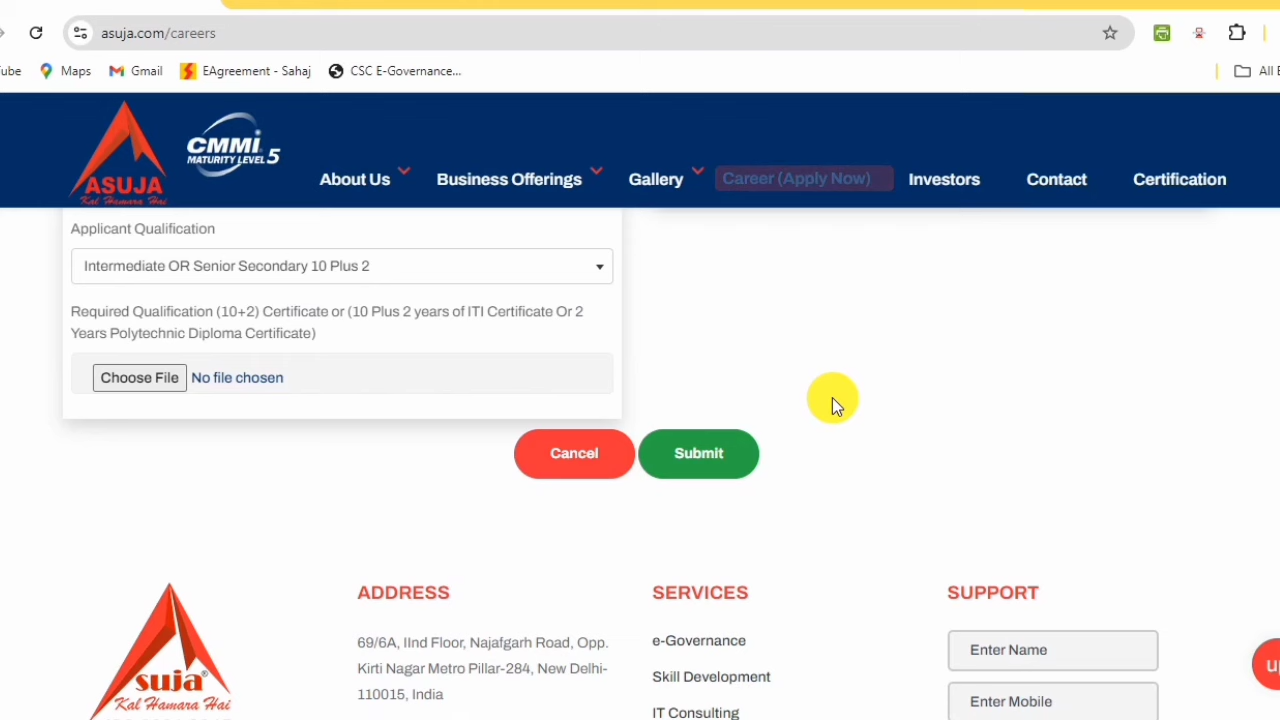 asuja.com/careers
Maps
Gmail
EAgreement - Sahaj
CSC E-Governance...
All
ASUJA
Kal Hamara Hai
CMMI
MATURITY LEVEL 5
About Us
Business Offerings
Gallery
Career (Apply Now)
Investors
Contact
Certification
Applicant Qualification
Intermediate OR Senior Secondary 10 Plus 2
Required Qualification (10+2) Certificate or (10 Plus 2 years of ITI Certificate Or 2
Years Polytechnic Diploma Certificate)
Choose File No file chosen
Cancel
Submit
suja®
Kal Hamara Hai
ADDRESS
69/6A, IInd Floor, Najafgarh Road, Opp.
Kirti Nagar Metro Pillar-284, New Delhi-
110015, India
SERVICES
e-Governance
Skill Development
IT Consulting
SUPPORT
Enter Name
Enter Mobile